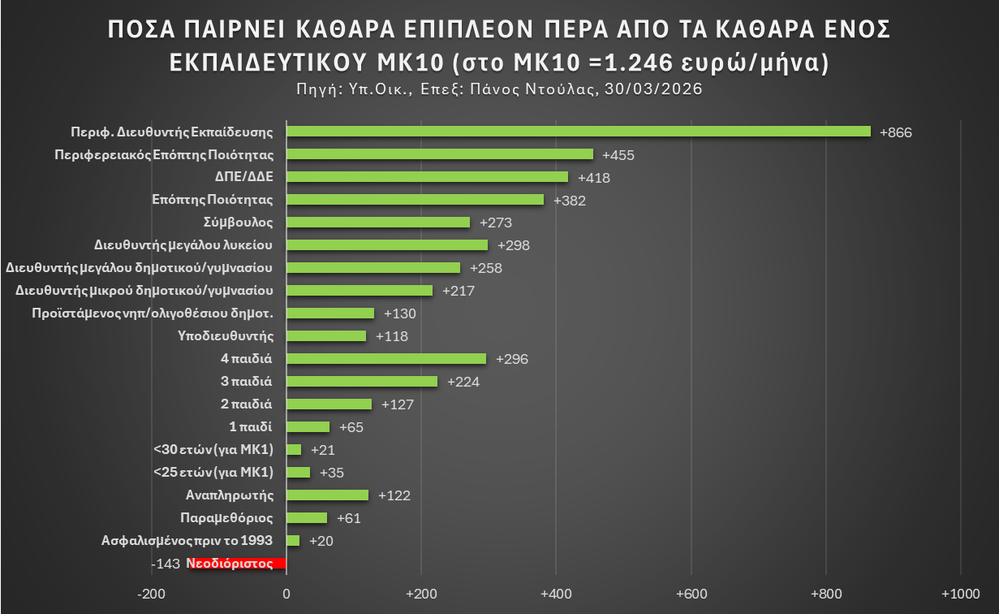 ΠΟΣΑ ΠΑΙΡΝΕΙ ΚΑΘΑΡΑ ΕΠΙΠΛΕΟΝ ΠΕΡΑ ΑΠΟ ΤΑ ΚΑΘΑΡΑ ΕΝΟΣ
ΕΚΠΑΙΔΕΥΤΙΚΟΥ ΜΚ10 (στο ΜΚ10 =1.246 ευρώ/μήνα)
Πηγή: Υπ.Οικ., Επεξ: Πάνος Ντούλας, 30/03/2026
Περιφ. Διευθυντής Εκπαίδευσης +866
Περιφερειακός Επόπτης Ποιότητας +455
ΔΠΕ/ΔΔΕ +418
Επόπτης Ποιότητας +382
Σύμβουλος +273
Διευθυντής μεγάλου λυκείου +298
Διευθυντής μεγάλου δημοτικού/γυμνασίου +258
Διευθυντής μικρού δημοτικού/γυμνασίου +217
Προϊστάμενος νηπ/ολιγοθέσιου δημοτ. +130
Υποδιευθυντής +118
4 παιδιά +296
3 παιδιά +224
2 παιδιά +127
1 παιδί +65
<30 ετών (για ΜΚ1) +21
<25 ετών (για ΜΚ1) +35
Αναπληρωτής +122
Παραμεθόριος +61
Ασφαλισμένος πριν το 1993 +20
-143 Νεοδιόριστος
-200 0 +200 +400 +600 +800 +1000